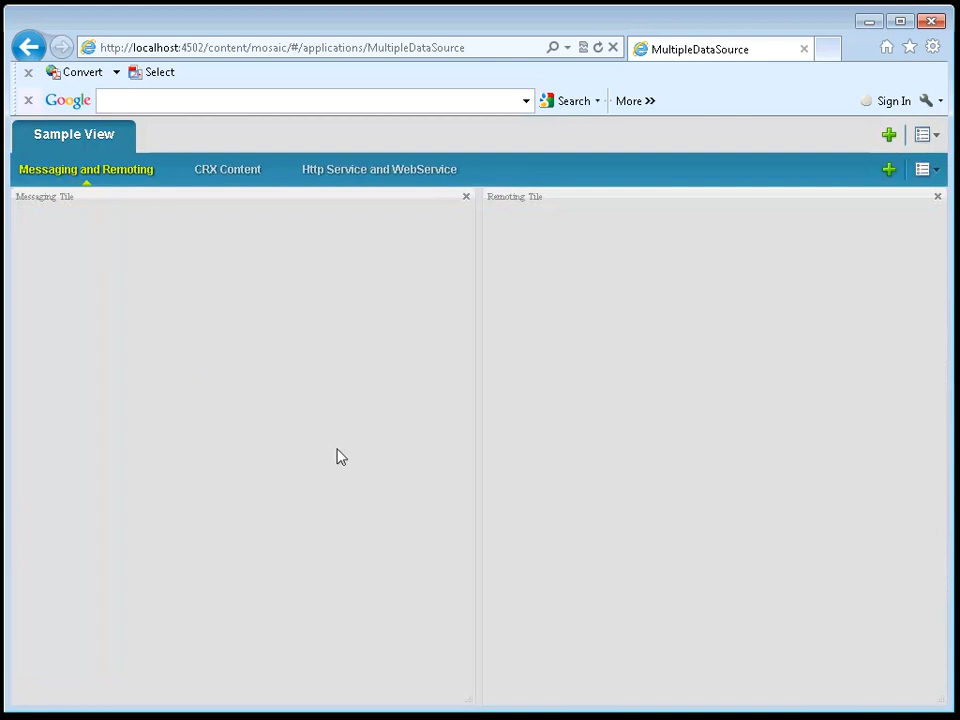 http://localhost:4502/content/mosaic/#/applications/MultipleDataSource
MultipleDataSource
x Convert Select
x Google Search More >> Sign In
Sample View
Messaging and Remoting CRX Content Http Service and WebService
Messaging Tile
Remoting Tile